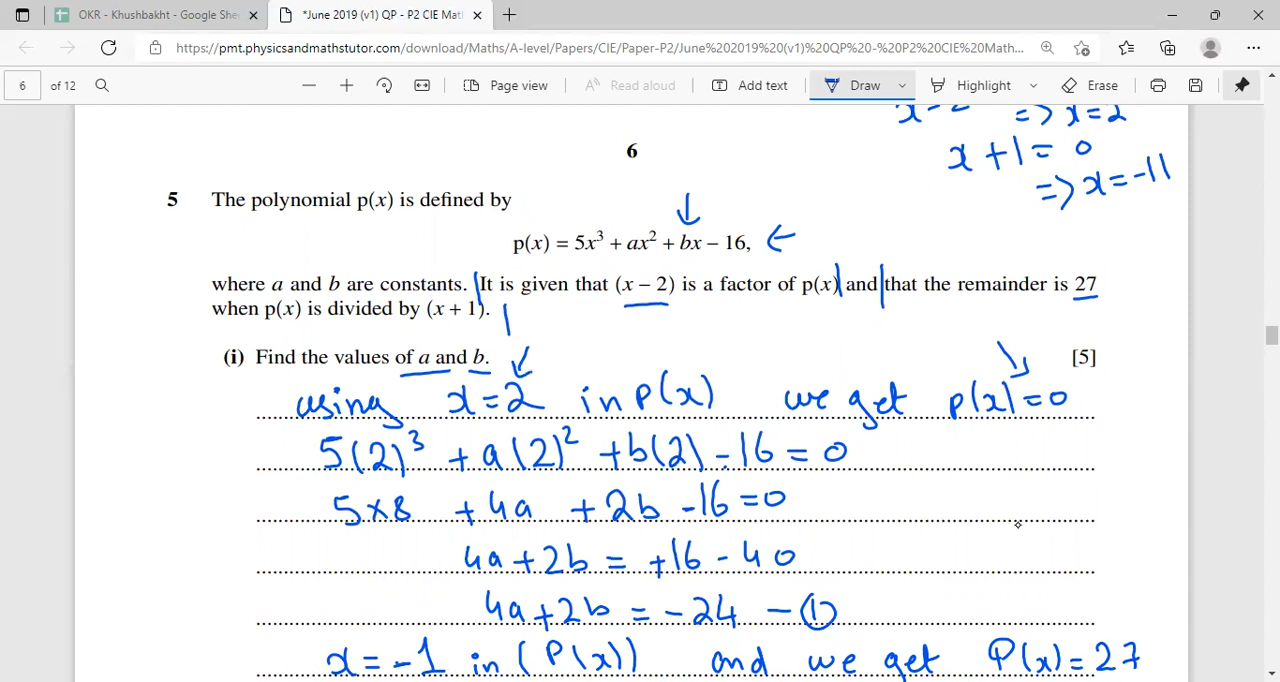 OKR - Khushbakht - Google She
*June 2019 (v1) QP - P2 CIE Mat
https://pmt.physicsandmathstutor.com/download/Maths/A-level/Papers/CIE/Paper-P2/June%202019%20(v1)%20QP%20-%20P2%20CIE%20Math...
6 of 12 Page view Read aloud Add text Draw Highlight Erase
x-2 => x=2
6
x+1=0
=> x=-11
5 The polynomial p(x) is defined by
p(x) = 5x³ + ax² + bx − 16,
where a and b are constants. It is given that (x − 2) is a factor of p(x) and that the remainder is 27
when p(x) is divided by (x + 1).
(i) Find the values of a and b. [5]
using x=2 in p(x) we get p(x)=0
5(2)³ + a(2)² + b(2) - 16 = 0
5×8 + 4a + 2b - 16 = 0
4a + 2b = +16 - 40
4a + 2b = -24 - ①
x = -1 in (P(x)) and we get P(x) = 27